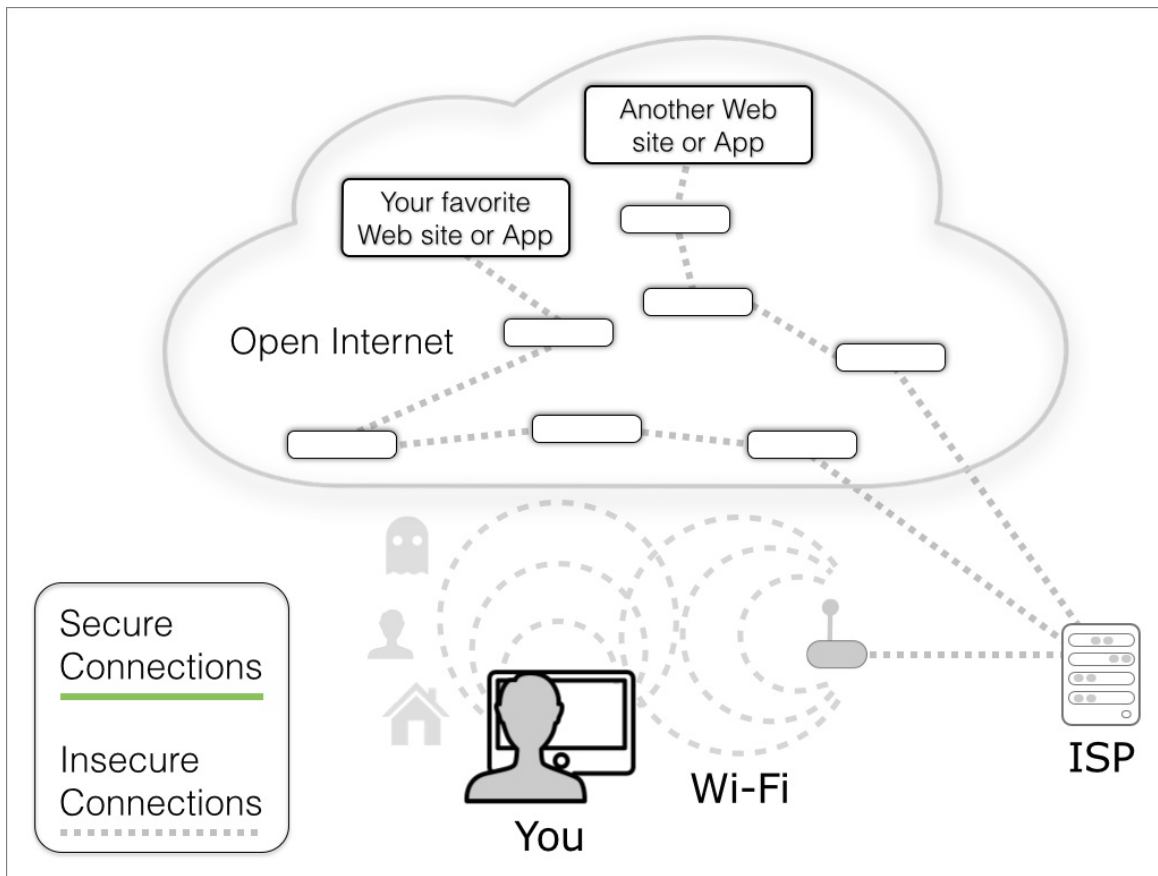 Another Web
site or App
Your favorite
Web site or App
Open Internet
Secure
Connections
Insecure
Connections
You
Wi-Fi
ISP